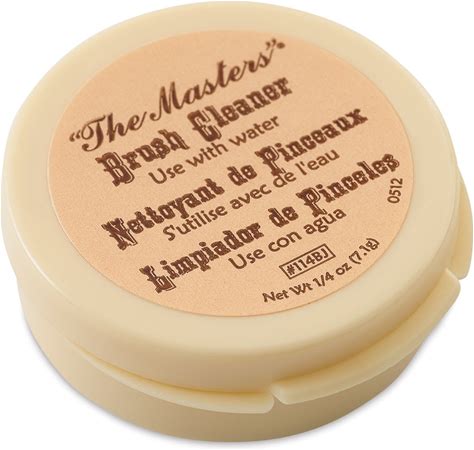 "The Masters"®
Brush Cleaner
Use with water
Nettoyant de Pinceaux
S'utilise avec de l'eau
Limpiador de Pinceles
Use con agua
#114BJ
Net Wt 1/4 oz (7.1g)
0512